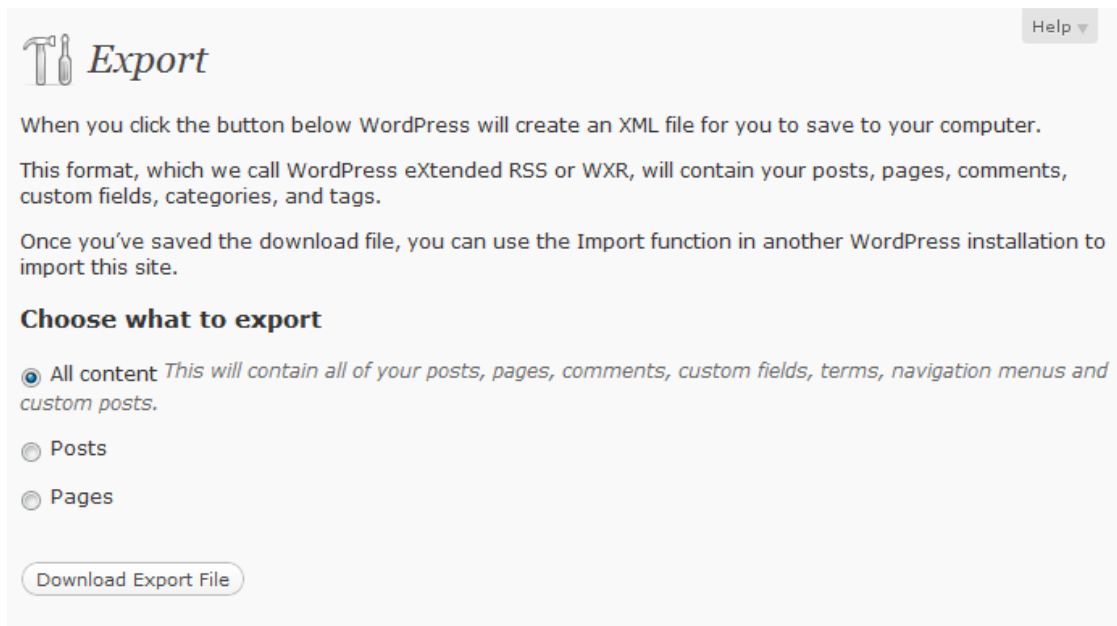 Help
Export
When you click the button below WordPress will create an XML file for you to save to your computer.
This format, which we call WordPress eXtended RSS or WXR, will contain your posts, pages, comments,
custom fields, categories, and tags.
Once you’ve saved the download file, you can use the Import function in another WordPress installation to
import this site.
Choose what to export
All content This will contain all of your posts, pages, comments, custom fields, terms, navigation menus and
custom posts.
Posts
Pages
Download Export File